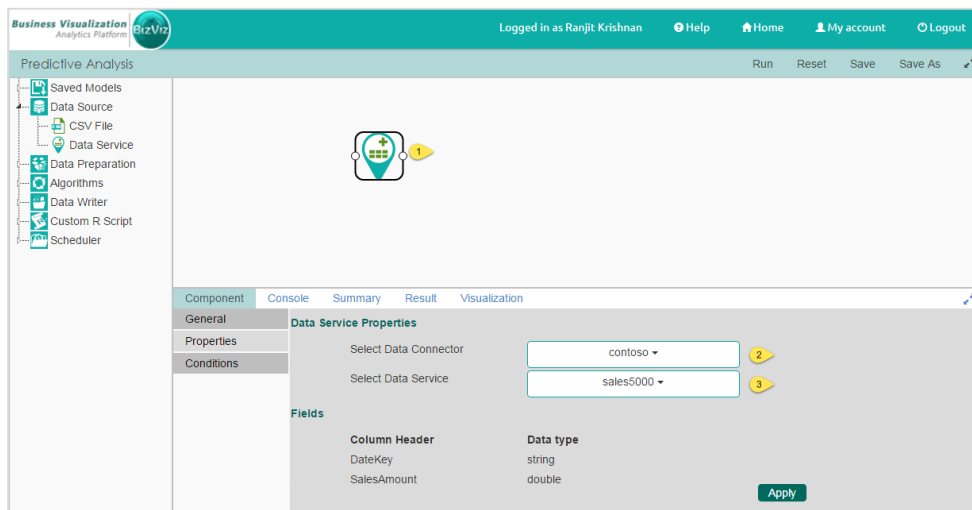 Business Visualization
Analytics Platform
BizViz
Logged in as Ranjit Krishnan
Help
Home
My account
Logout
Predictive Analysis
Run
Reset
Save
Save As
Saved Models
Data Source
CSV File
Data Service
Data Preparation
Algorithms
Data Writer
Custom R Script
Scheduler
1
Component
Console
Summary
Result
Visualization
General
Properties
Conditions
Data Service Properties
Select Data Connector
contoso
2
Select Data Service
sales5000
3
Fields
Column Header Data type
DateKey string
SalesAmount double
Apply